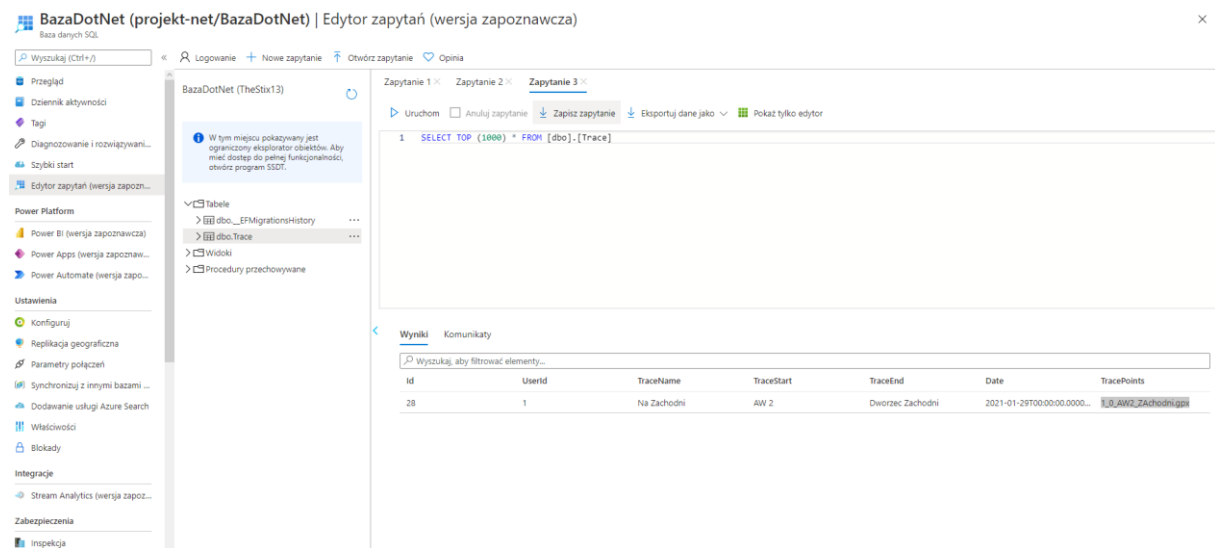 BazaDotNet (projekt-net/BazaDotNet) | Edytor zapytań (wersja zapoznawcza)
Baza danych SQL
Wyszukaj (Ctrl+/)
Przegląd
Dziennik aktywności
Tagi
Diagnozowanie i rozwiązywani...
Szybki start
Edytor zapytań (wersja zapozn...
Power Platform
Power BI (wersja zapoznawcza)
Power Apps (wersja zapoznaw...
Power Automate (wersja zapo...
Ustawienia
Konfiguruj
Replikacja geograficzna
Parametry połączeń
Synchronizuj z innymi bazami ...
Dodawanie usługi Azure Search
Właściwości
Blokady
Integracje
Stream Analytics (wersja zapoz...
Zabezpieczenia
Inspekcja
Logowanie Nowe zapytanie Otwórz zapytanie Opinia
BazaDotNet (TheStix13)
W tym miejscu pokazywany jest
ograniczony eksplorator obiektów. Aby
mieć dostęp do pełnej funkcjonalności,
otwórz program SSDT.
Tabele
dbo.__EFMigrationsHistory
dbo.Trace
Widoki
Procedury przechowywane
Zapytanie 1 Zapytanie 2 Zapytanie 3
Uruchom Anuluj zapytanie Zapisz zapytanie Eksportuj dane jako Pokaż tylko edytor
1 SELECT TOP (1000) * FROM [dbo].[Trace]
Wyniki Komunikaty
Wyszukaj, aby filtrować elementy...
Id UserId TraceName TraceStart TraceEnd Date TracePoints
28 1 Na Zachodni AW 2 Dworzec Zachodni 2021-01-29T00:00:00.0000... 1_0_AW2_ZAchodni.gpx